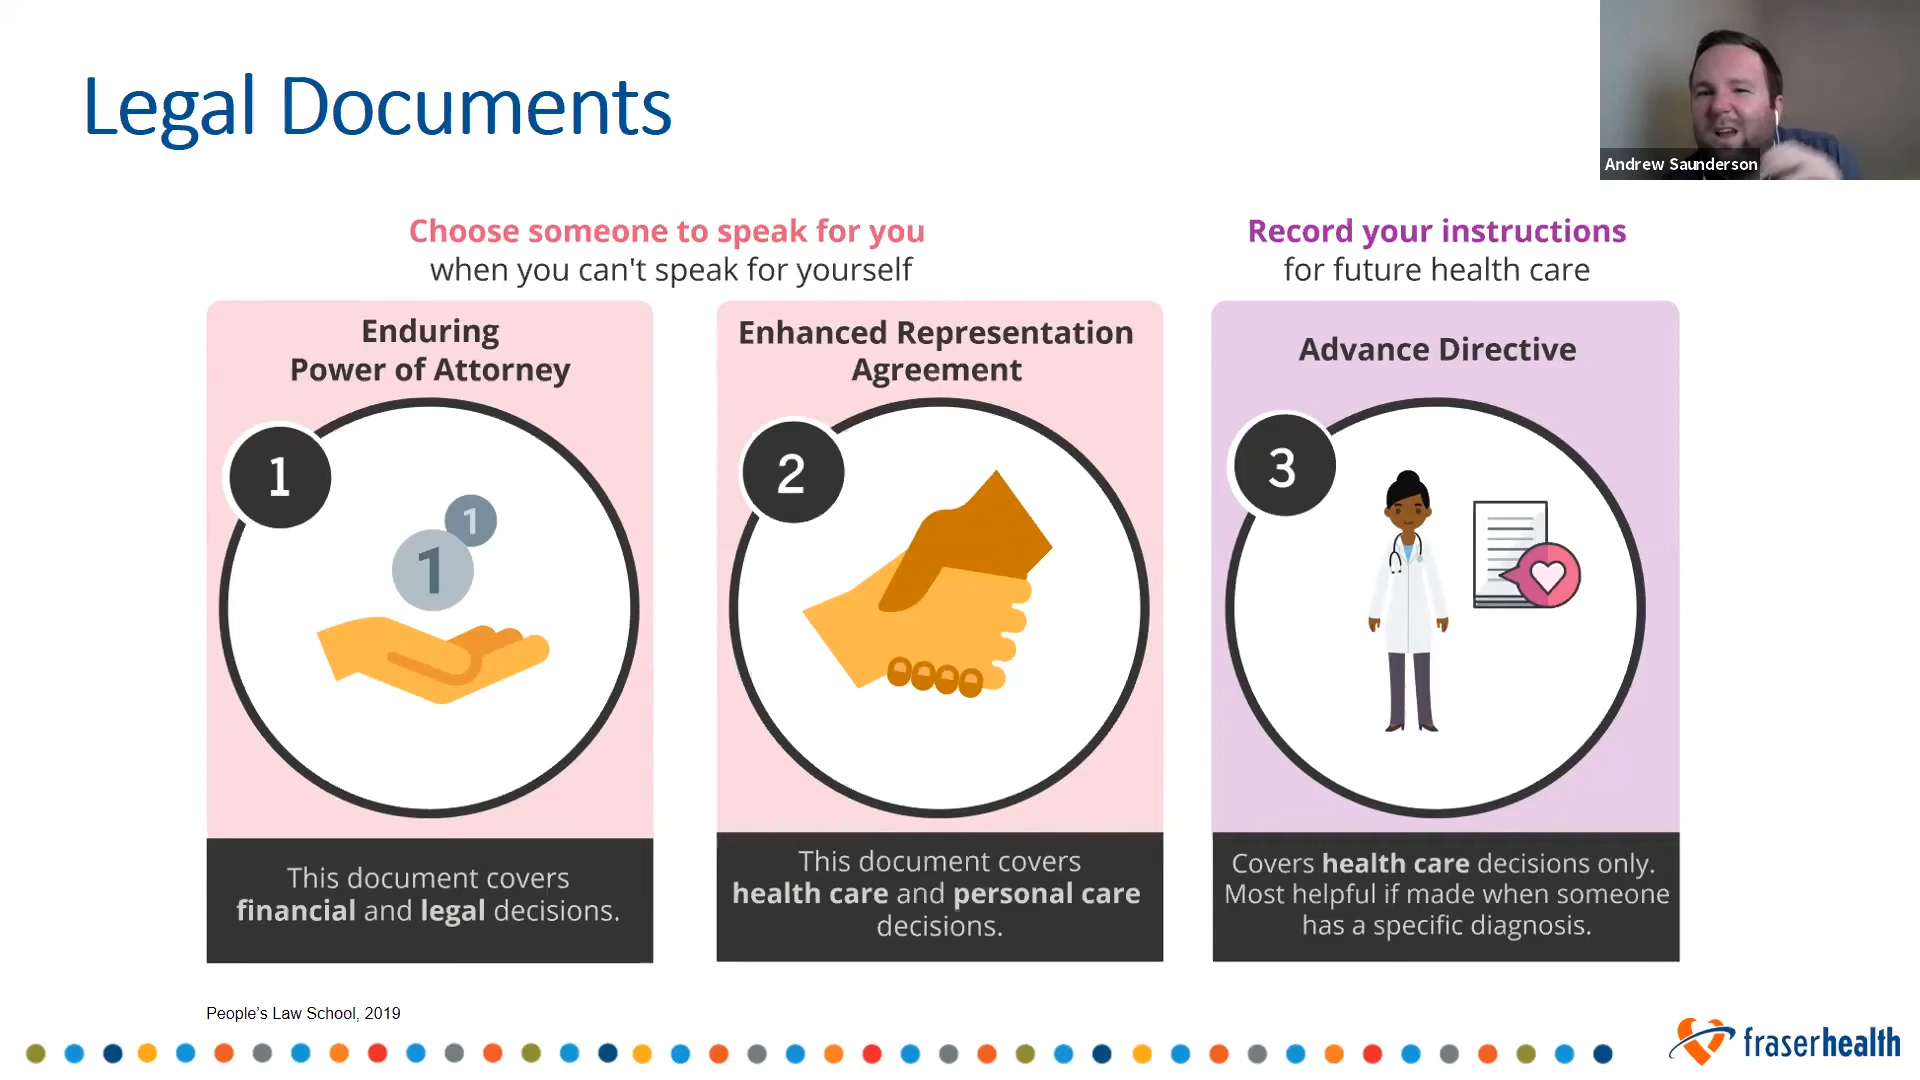 Legal Documents
Andrew Saunderson
Choose someone to speak for you
when you can't speak for yourself
Record your instructions
for future health care
Enduring
Power of Attorney
1
1
1
This document covers
financial and legal decisions.
Enhanced Representation
Agreement
2
This document covers
health care and personal care
decisions.
Advance Directive
3
Covers health care decisions only.
Most helpful if made when someone
has a specific diagnosis.
People's Law School, 2019
fraserhealth